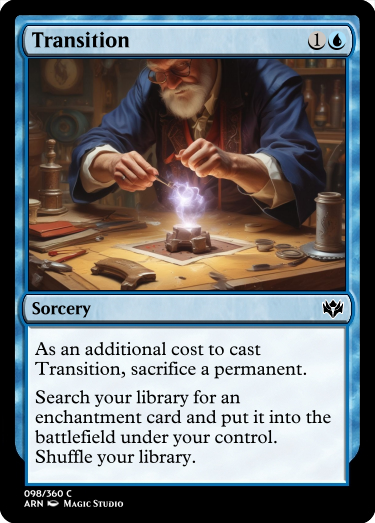 Transition
1
Sorcery
As an additional cost to cast
Transition, sacrifice a permanent.
Search your library for an
enchantment card and put it into the
battlefield under your control.
Shuffle your library.
098/360 C
ARN Magic Studio